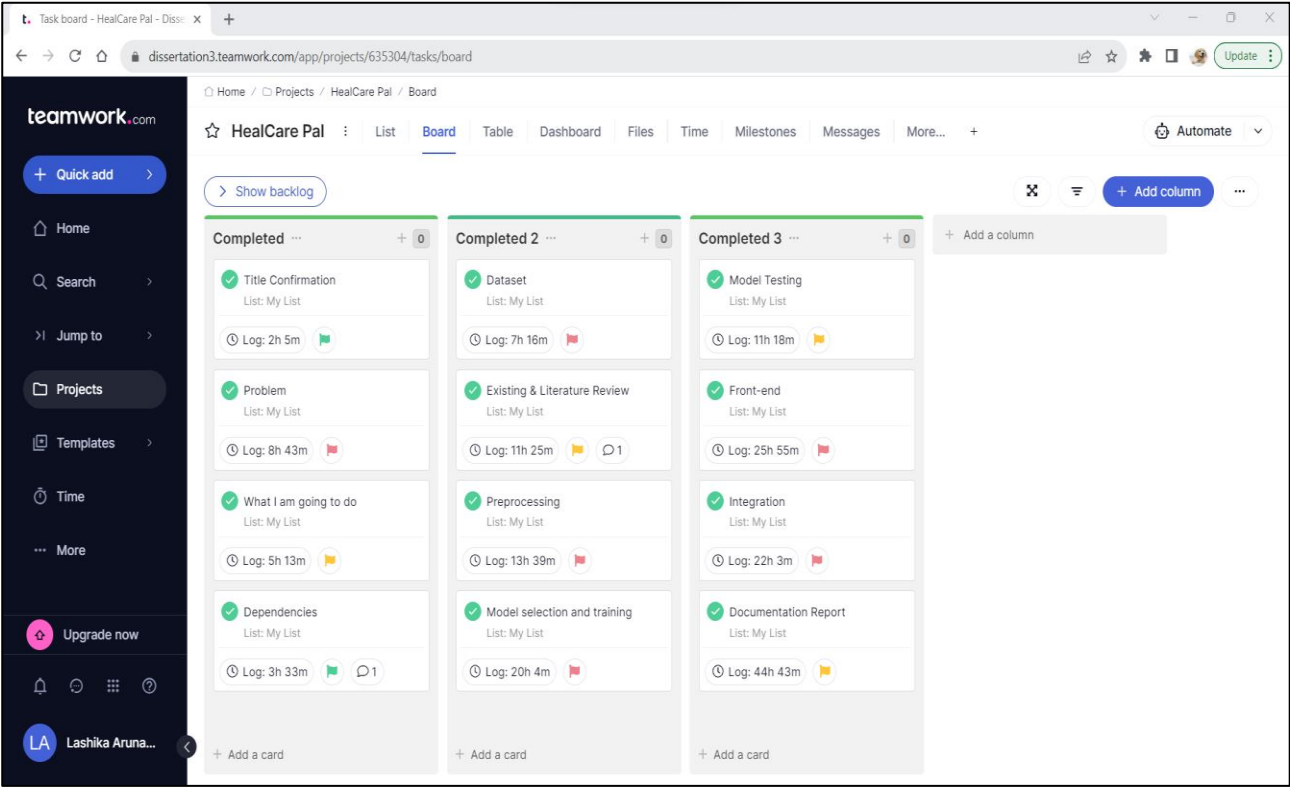 t. Task board - HealCare Pal - Disse
dissertation3.teamwork.com/app/projects/635304/tasks/board
Update
teamwork.com
Quick add
Home
Search
Jump to
Projects
Templates
Time
More
Upgrade now
LA Lashika Aruna...
Home / Projects / HealCare Pal / Board
HealCare Pal List Board Table Dashboard Files Time Milestones Messages More... + Automate
Show backlog
+ Add column
Completed ... + 0
Title Confirmation
List: My List
Log: 2h 5m
Problem
List: My List
Log: 8h 43m
What I am going to do
List: My List
Log: 5h 13m
Dependencies
List: My List
Log: 3h 33m 1
+ Add a card
Completed 2 ... + 0
Dataset
List: My List
Log: 7h 16m
Existing & Literature Review
List: My List
Log: 11h 25m 1
Preprocessing
List: My List
Log: 13h 39m
Model selection and training
List: My List
Log: 20h 4m
+ Add a card
Completed 3 ... + 0
Model Testing
List: My List
Log: 11h 18m
Front-end
List: My List
Log: 25h 55m
Integration
List: My List
Log: 22h 3m
Documentation Report
List: My List
Log: 44h 43m
+ Add a card
+ Add a column